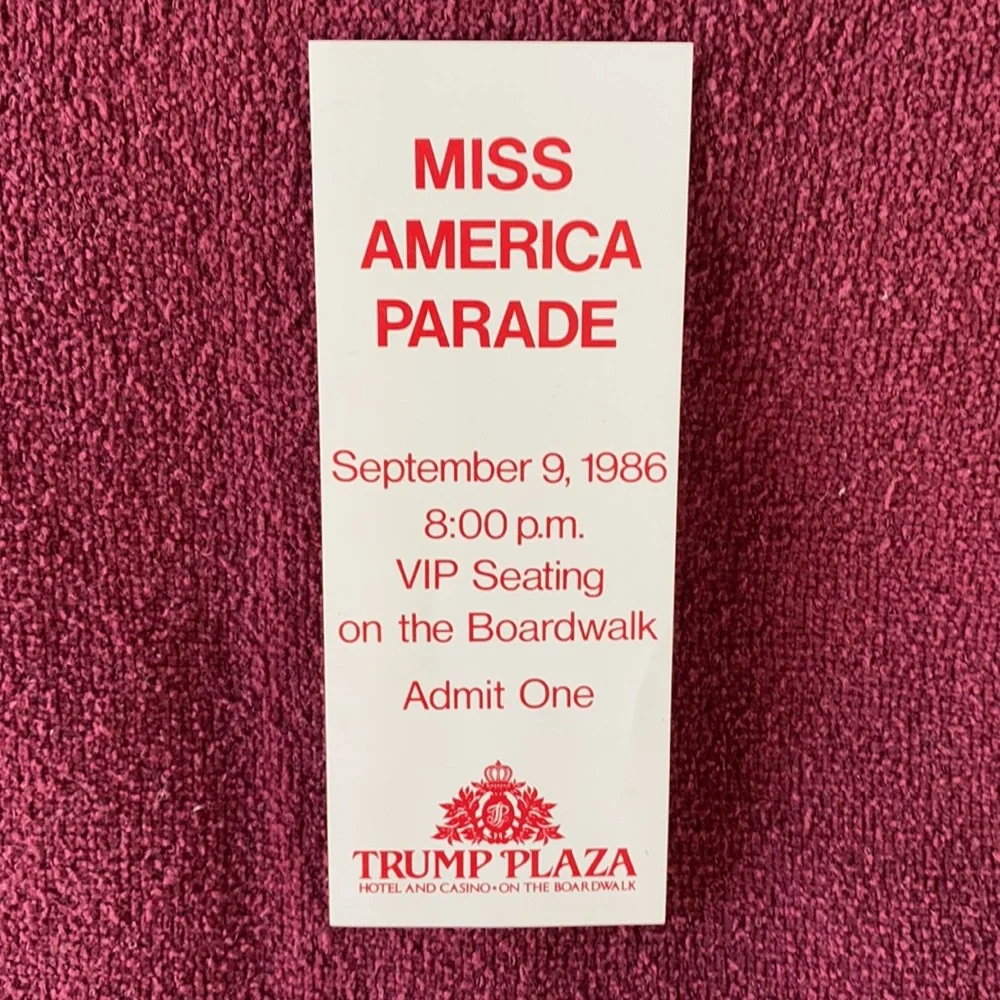 MISS
AMERICA
PARADE
September 9, 1986
8:00 p.m.
VIP Seating
on the Boardwalk
Admit One
TP
TRUMP PLAZA
HOTEL AND CASINO•ON THE BOARDWALK